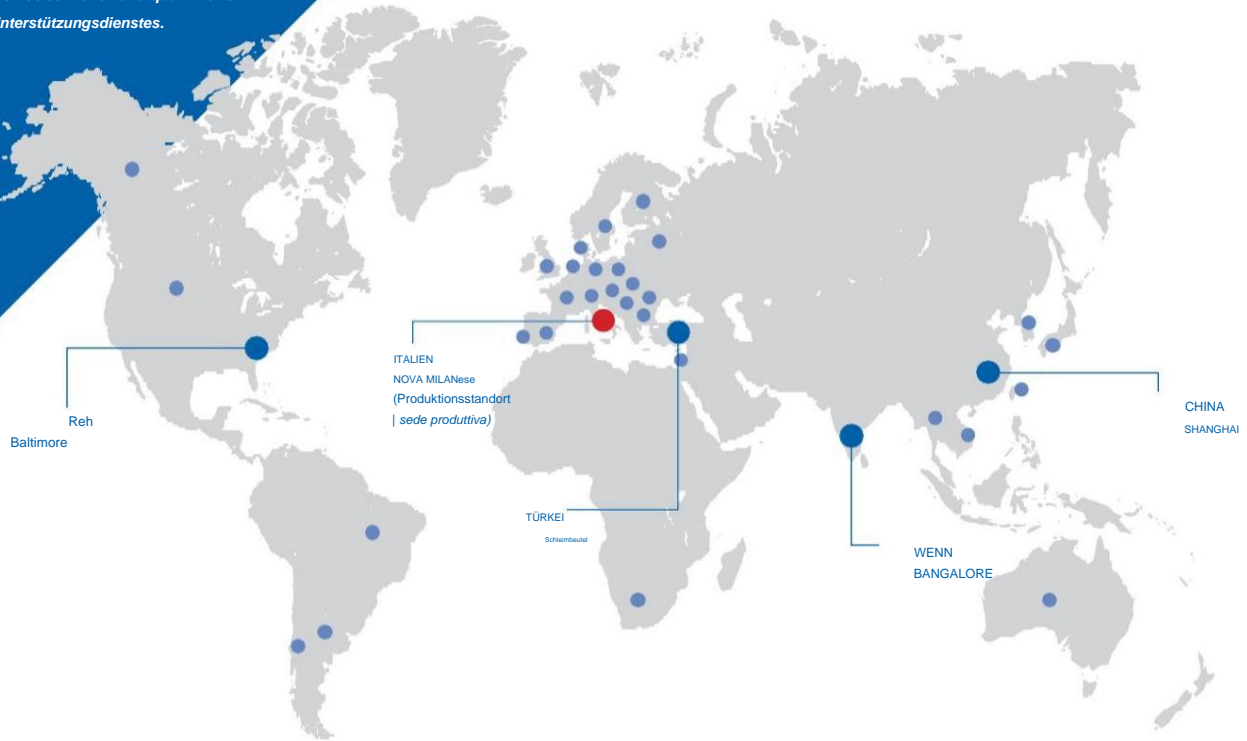 Unterstützungsdienstes.
Reh
Baltimore
ITALIEN
NOVA MILANese
(Produktionsstandort
| sede produttiva)
TÜRKEI
Schleimbeutel
WENN
BANGALORE
CHINA
SHANGHAI